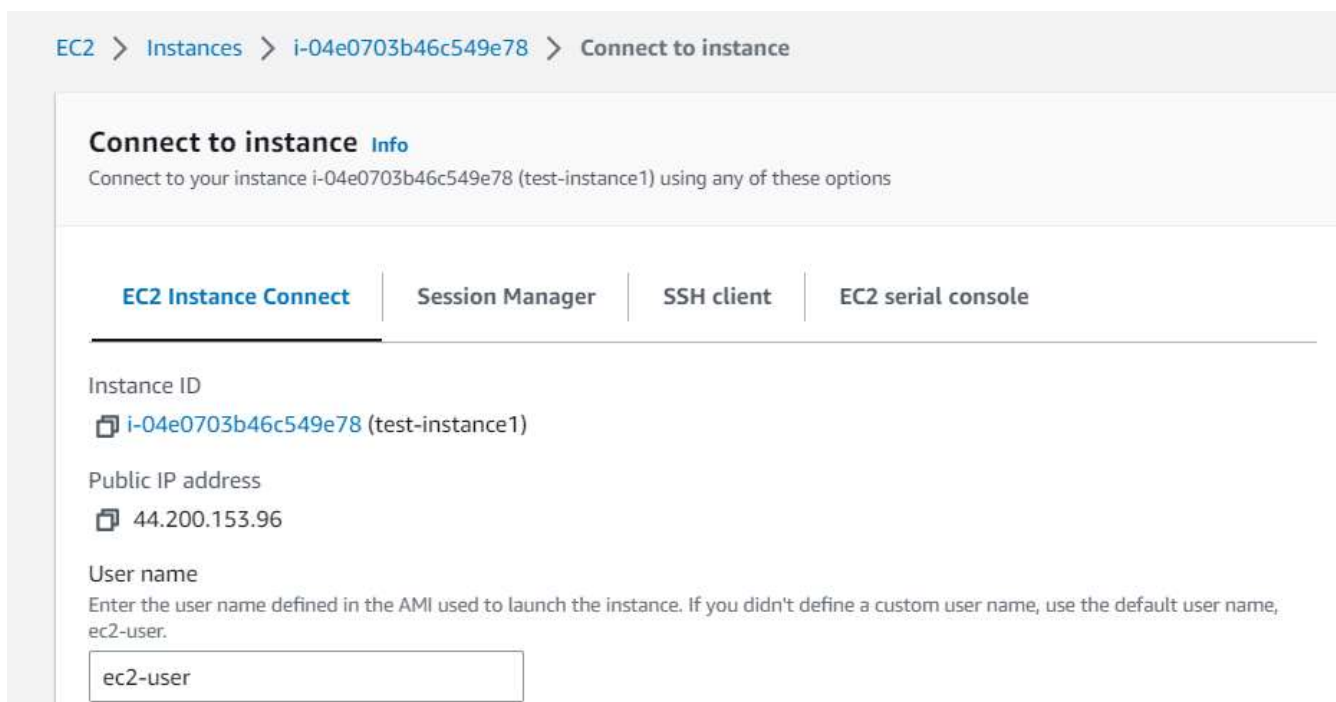 EC2 > Instances > i-04e0703b46c549e78 > Connect to instance
Connect to instance Info
Connect to your instance i-04e0703b46c549e78 (test-instance1) using any of these options
EC2 Instance Connect Session Manager SSH client EC2 serial console
Instance ID
i-04e0703b46c549e78 (test-instance1)
Public IP address
44.200.153.96
User name
Enter the user name defined in the AMI used to launch the instance. If you didn't define a custom user name, use the default user name,
ec2-user.
ec2-user